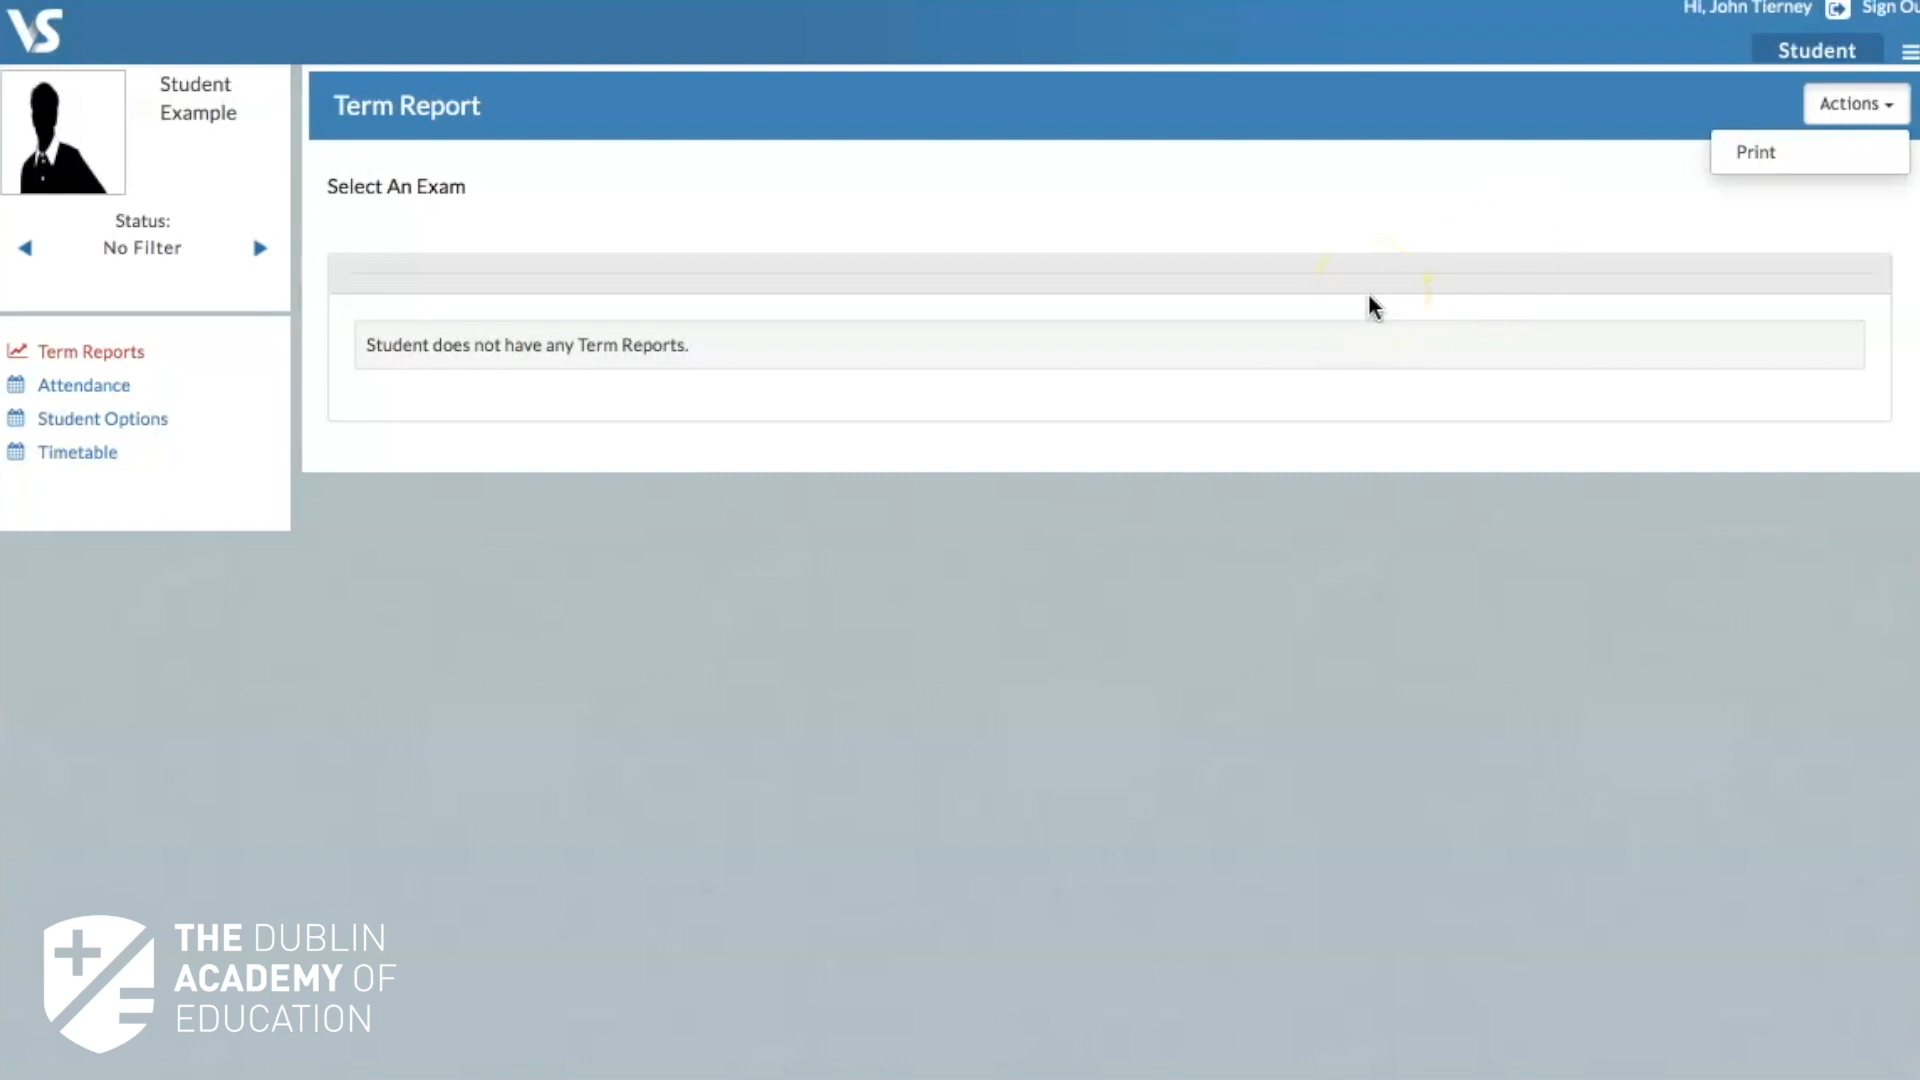 VS
Hi, John Tierney Sign Ou
Student
Student
Example
Term Report
Actions
Print
Select An Exam
Status:
No Filter
Student does not have any Term Reports.
Term Reports
Attendance
Student Options
Timetable
THE DUBLIN
ACADEMY OF
EDUCATION